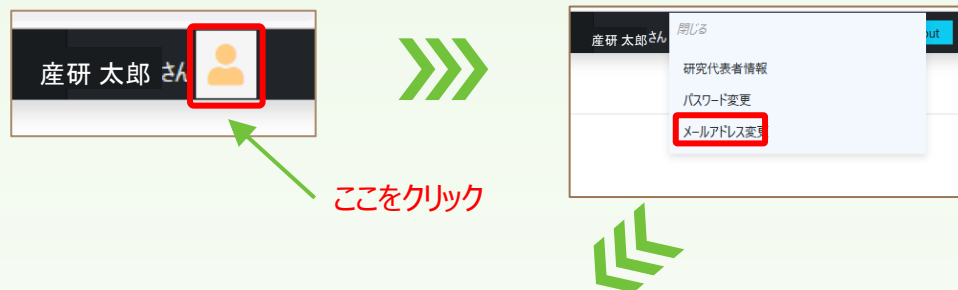 産研 太郎 さん
ここをクリック
産研 太郎さん
閉じる
out
研究代表者情報
パスワード変更
メールアドレス変更